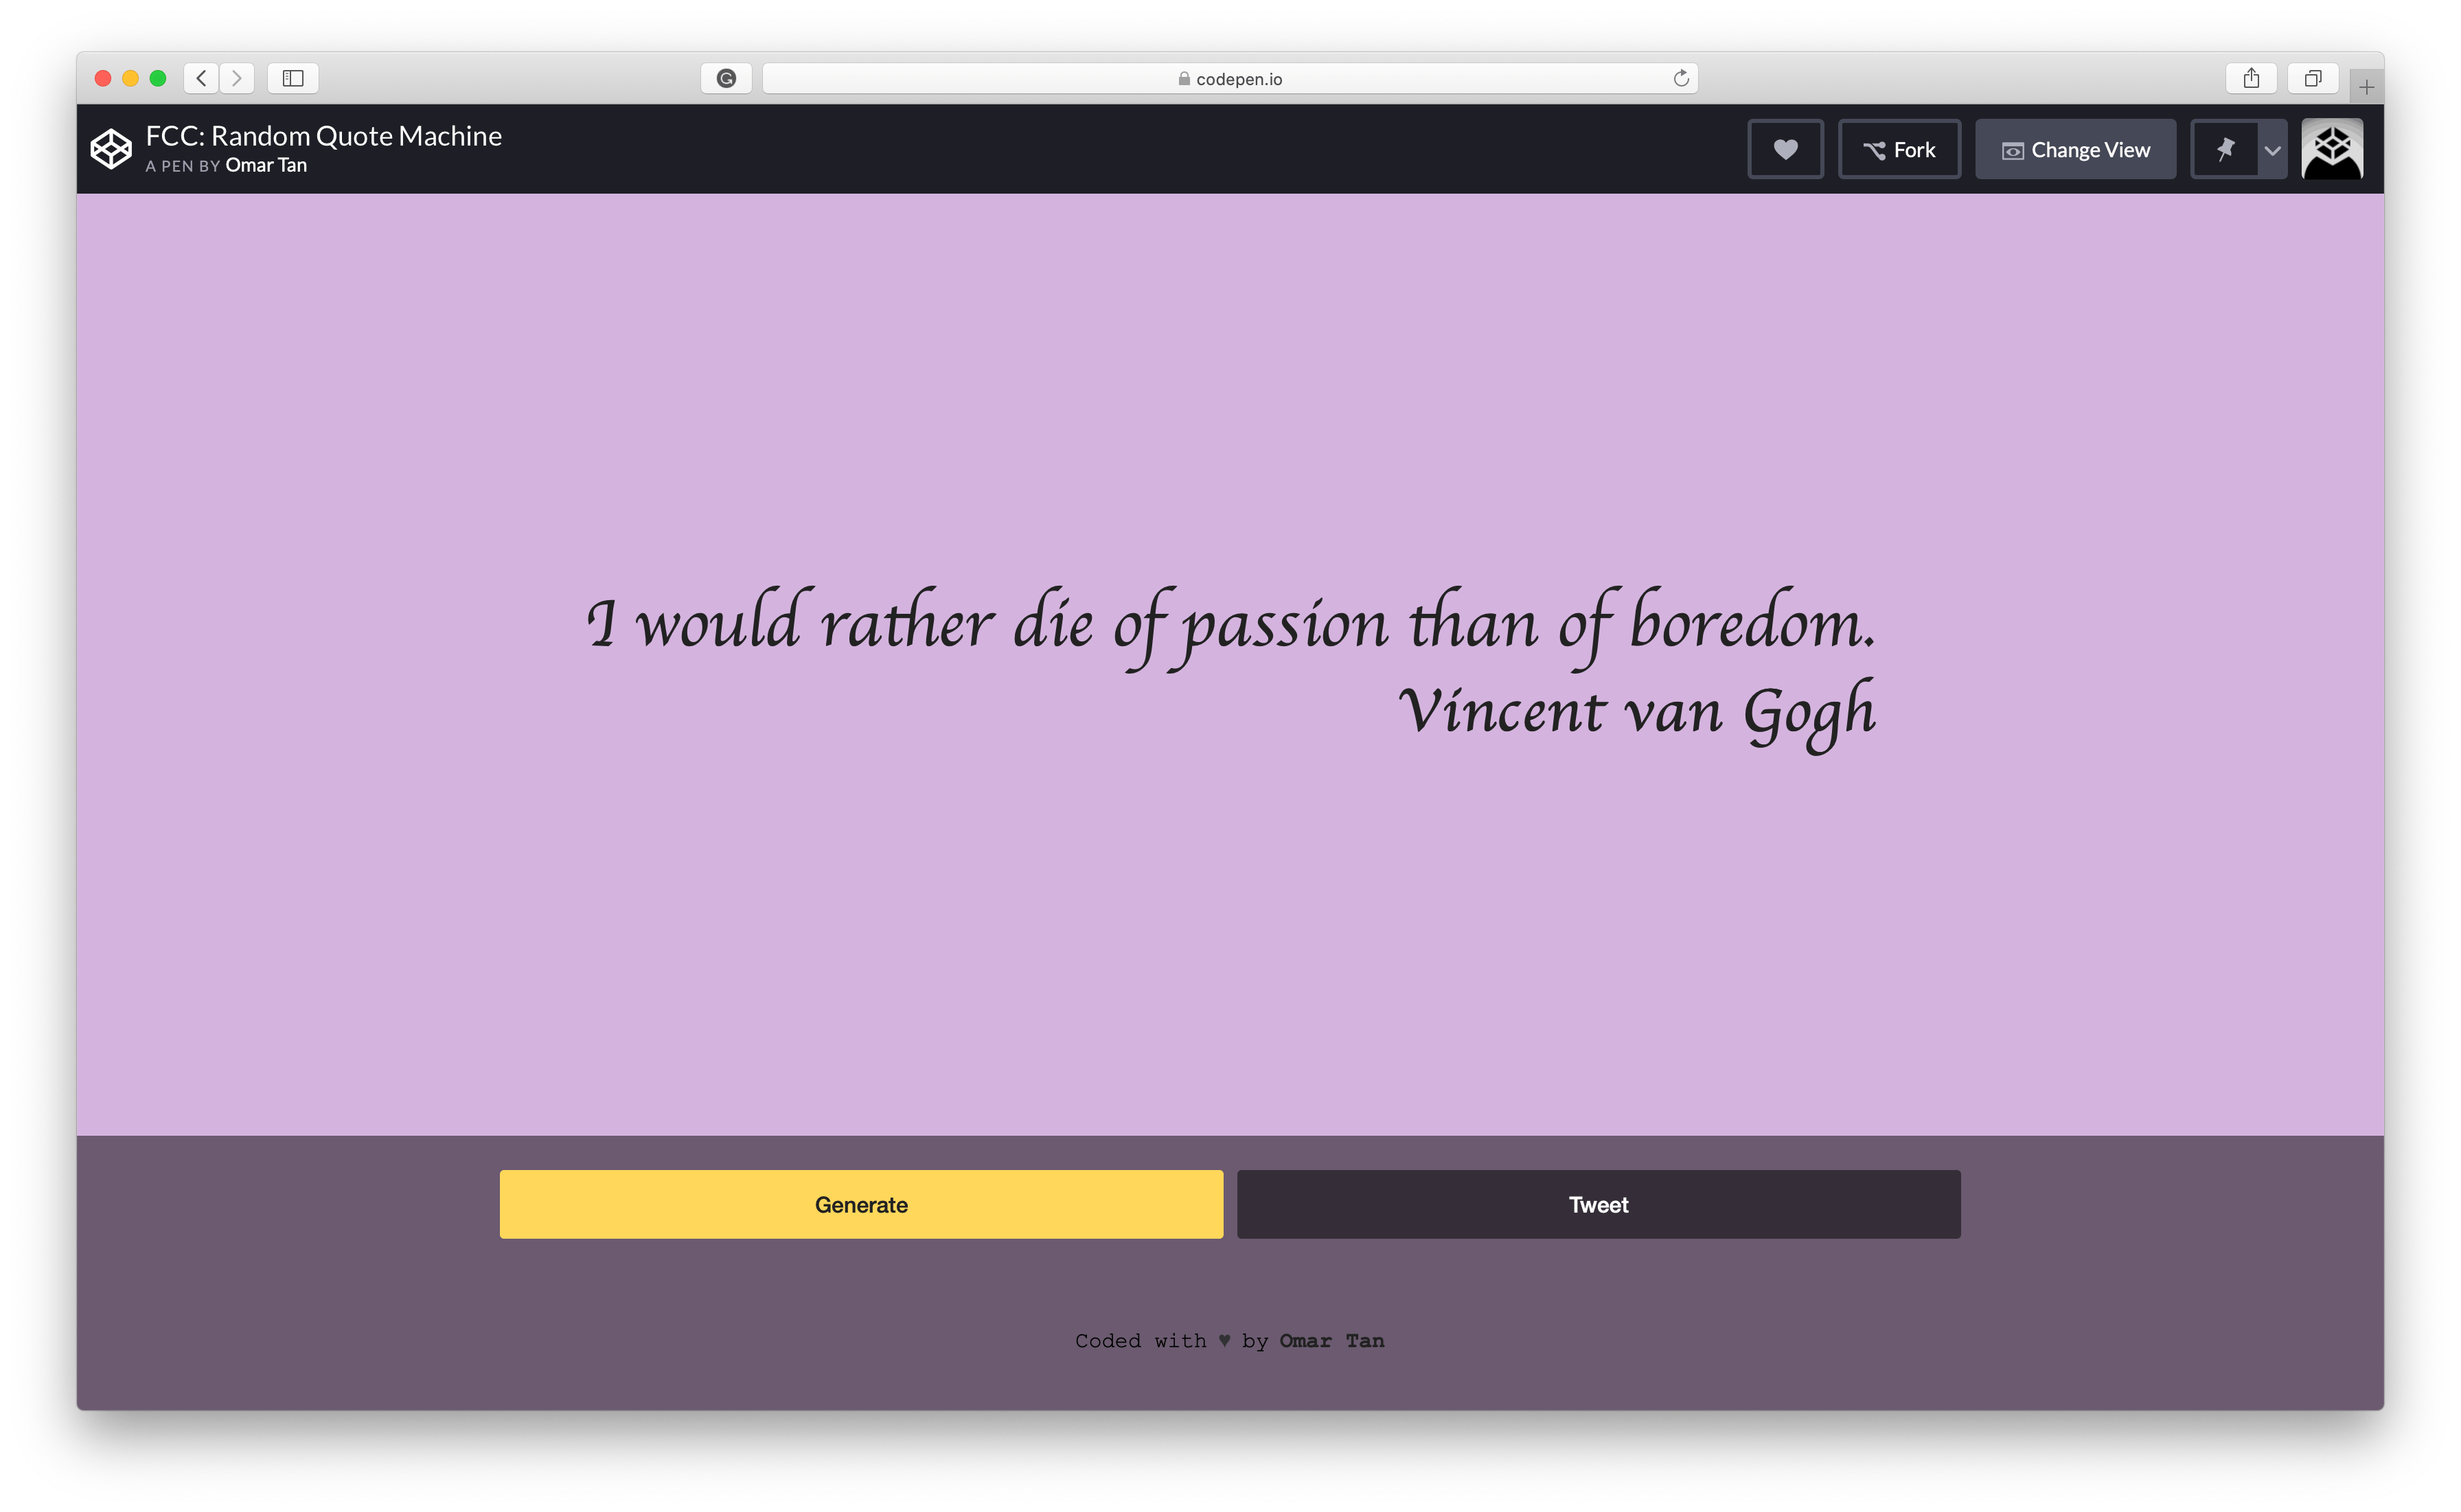 codepen.io
FCC: Random Quote Machine
A PEN BY Omar Tan
Fork
Change View
I would rather die of passion than of boredom.
Vincent van Gogh
Generate
Tweet
Coded with ♥ by Omar Tan